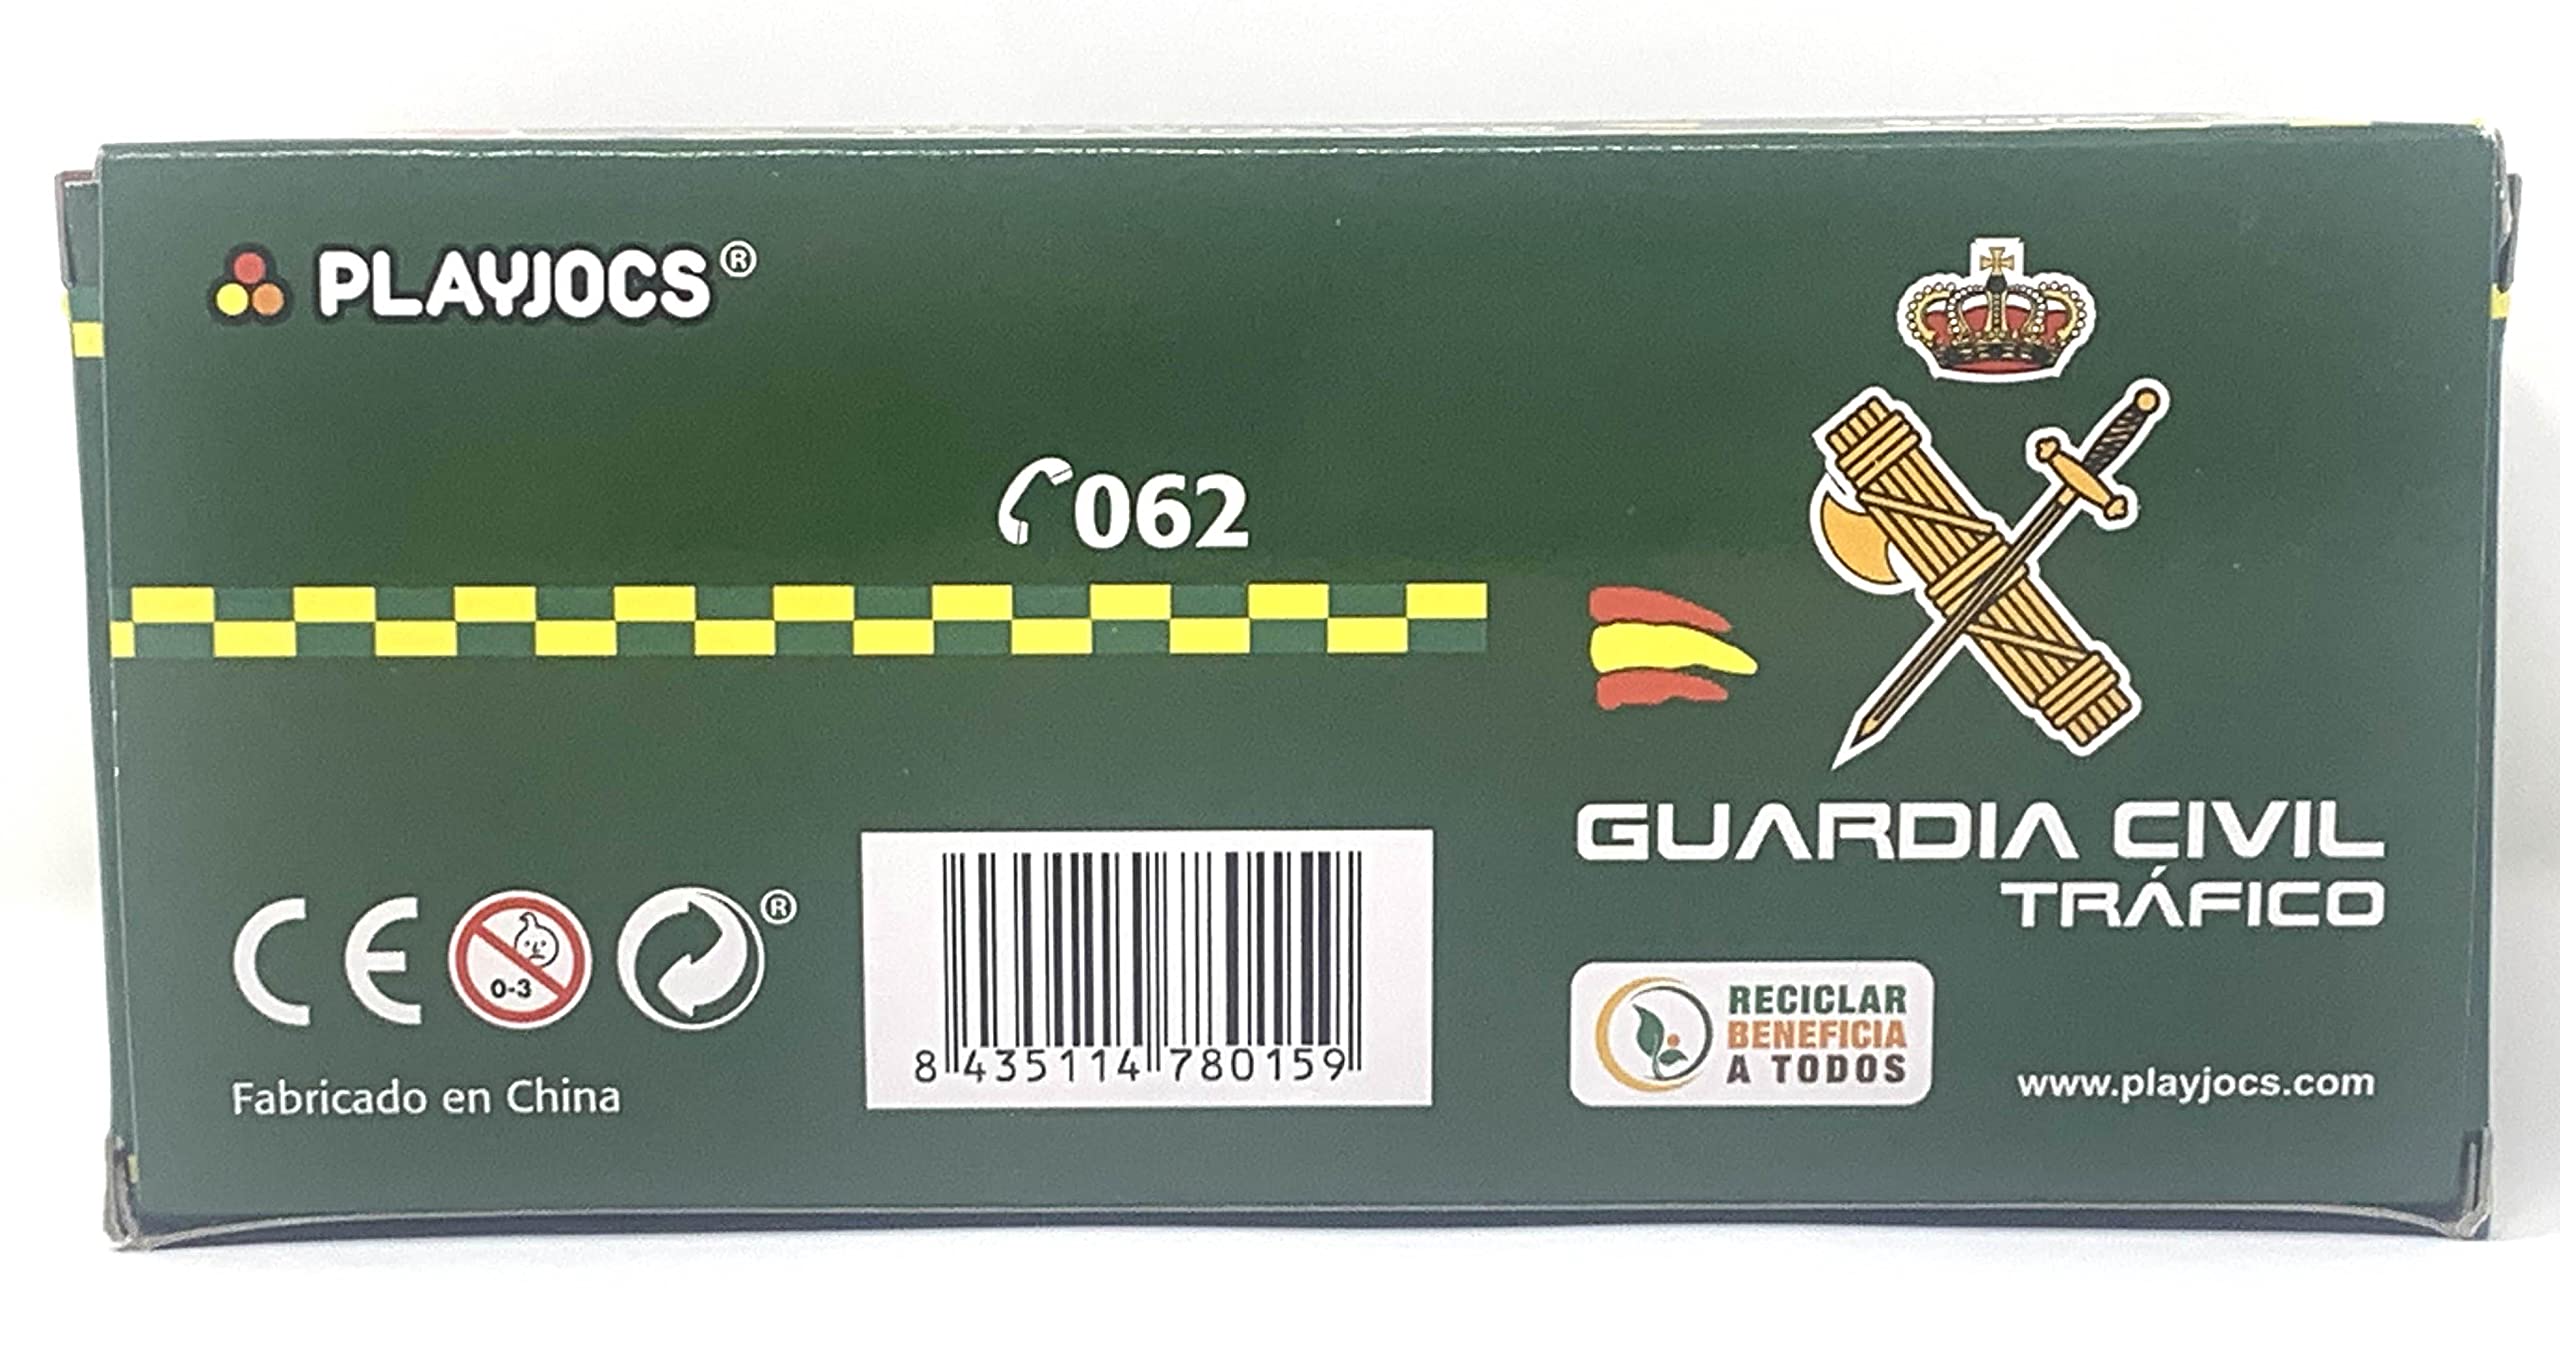 PLAYJOCS®
062
GUARDIA CIVIL
TRÁFICO
CE
0-3
®
Fabricado en China
8 435114 780159
RECICLAR
BENEFICIA
A TODOS
www.playjocs.com